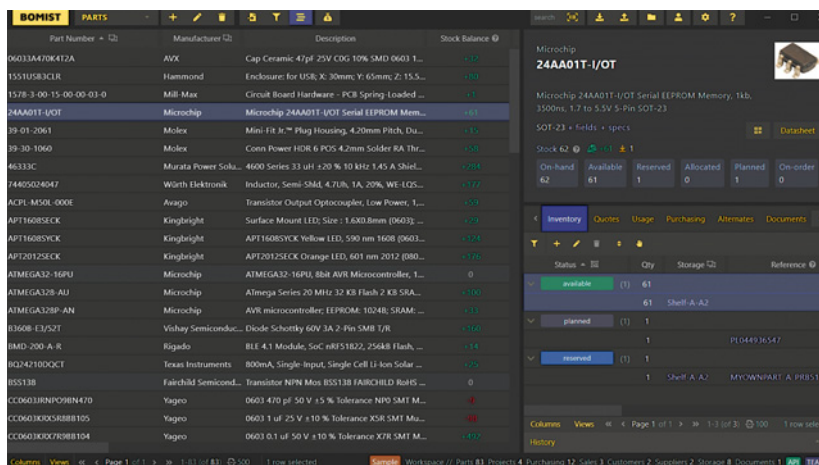 BOMIST PARTS
search
Part Number Manufacturer Description Stock Balance
06033A470K4T2A AVX Cap Ceramic 47pF 25V C0G 10% SMD 0603 1... +32
1551USB3CLR Hammond Enclosure: for USB; X: 30mm; Y: 65mm; Z: 15.5... +80
1578-3-00-15-00-00-03-0 Mill-Max Circuit Board Hardware - PCB Spring-Loaded ...
24AA01T-I/OT Microchip Microchip 24AA01T-I/OT Serial EEPROM Mem... +61
39-01-2061 Molex Mini-Fit Jr.™ Plug Housing, 4.20mm Pitch, Du... +15
39-30-1060 Molex Conn Power HDR 6 POS 4.2mm Solder RA Thr... +58
46333C Murata Power Solu... 4600 Series 33 uH ±20 % 10 kHz 1.45 A Shiel...
74405024047 Würth Elektronik Inductor, Semi-Shld, 4.7Uh, 1A, 20%, WE-LQS... +177
ACPL-M50L-000E Avago Transistor Output Optocoupler, Low Power, 1,... +59
APT1608SECK Kingbright Surface Mount LED; Size : 1.6X0.8mm (0603); ... +29
APT1608SYCK Kingbright APT1608SYCK Yellow LED, 590 nm 1608 (0603... +124
APT2012SECK Kingbright APT2012SECK Orange LED, 601 nm 2012 (080... +176
ATMEGA32-16PU Microchip ATMEGA32-16PU, 8bit AVR Microcontroller, 1... 0
ATMEGA328-AU Microchip ATmega Series 20 MHz 32 KB Flash 2 KB SRA... +100
ATMEGA328P-AN Microchip AVR microcontroller; EEPROM: 1024B; SRAM: ... +33
B360B-E3/52T Vishay Semiconduc... Diode Schottky 60V 3A 2-Pin SMB T/R +160
BMD-200-A-R Rigado BLE 4.1 Module, SoC nRF51822, 256kB Flash, ... +14
BQ24210DQCT Texas Instruments 800mA, Single-Input, Single Cell Li-Ion Solar ... +25
BSS138 Fairchild Semicond... Transistor NPN Mos BSS138 FAIRCHILD RoHS ... 0
CC0603JRNPO9BN470 Yageo 0603 470 pF 50 V ±5 % Tolerance NP0 SMT M...
CC0603KRX5R8BB105 Yageo 0603 1 uF 25 V ±10 % Tolerance X5R SMT Mu...
CC0603KRX7R9BB104 Yageo 0603 0.1 uF 50 V ±10 % Tolerance X7R SMT M... +492
Columns Views Page 1 of 1 1-83 (of 83) 500 1 row selected
Microchip
24AA01T-I/OT
Microchip 24AA01T-I/OT Serial EEPROM Memory, 1kb,
3500ns, 1.7 to 5.5V 5-Pin SOT-23
SOT-23 + fields + specs Datasheet
Stock 62 +61 1
On-hand Available Reserved Allocated Planned On-order
62 61 1 0 1 0
Inventory Quotes Usage Purchasing Alternates Documents
Status Qty Storage Reference
available (1) 61
61 Shelf-A-A2
planned (1) 1
1 PL044936547
reserved (1) 1
1 Shelf-A-A2
Columns Views Page 1 of 1 1-3 (of 3) 100 1 row sele
History
Sample Workspace // Parts 83 Projects 4 Purchasing 12 Sales 3 Customers 2 Suppliers 2 Storage 8 Documents 1 API